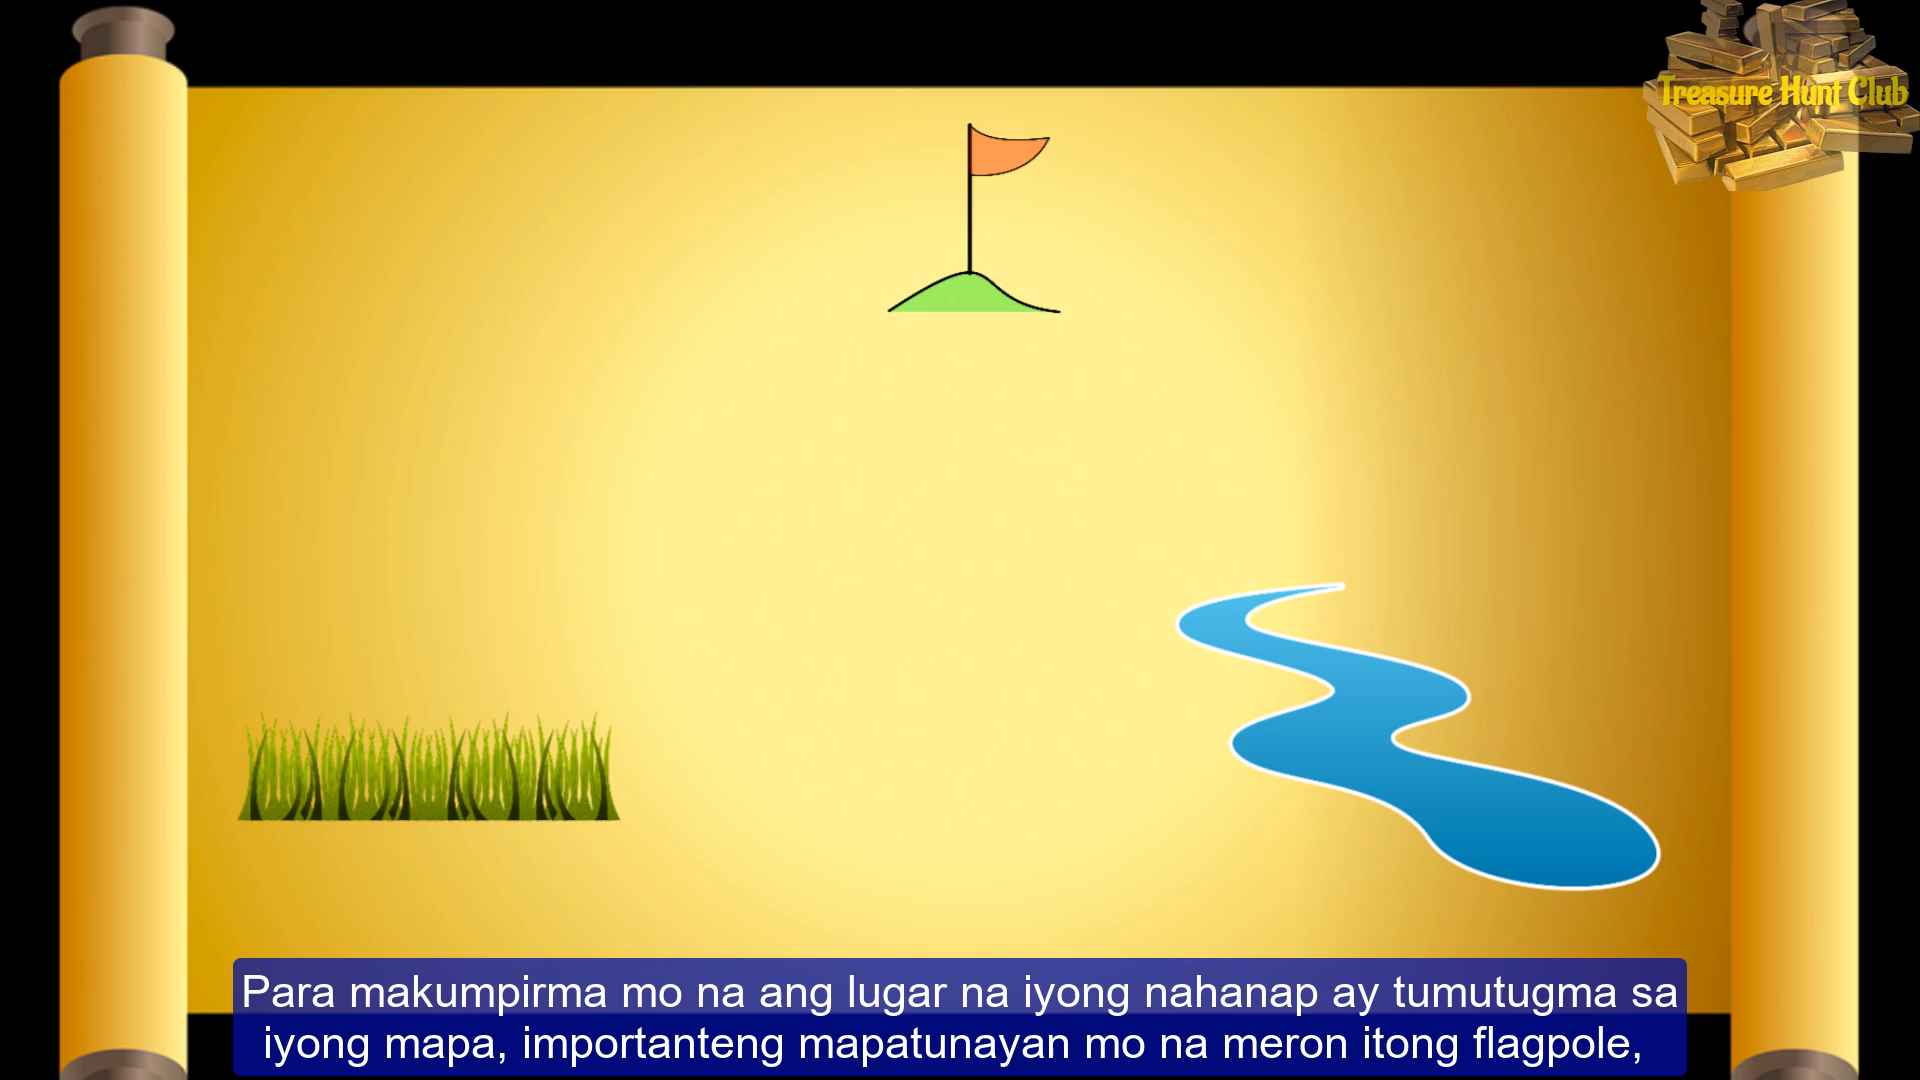 Treasure Hunt Club
Para makumpirma mo na ang lugar na iyong nahanap ay tumutugma sa
iyong mapa, importanteng mapatunayan mo na meron itong flagpole,